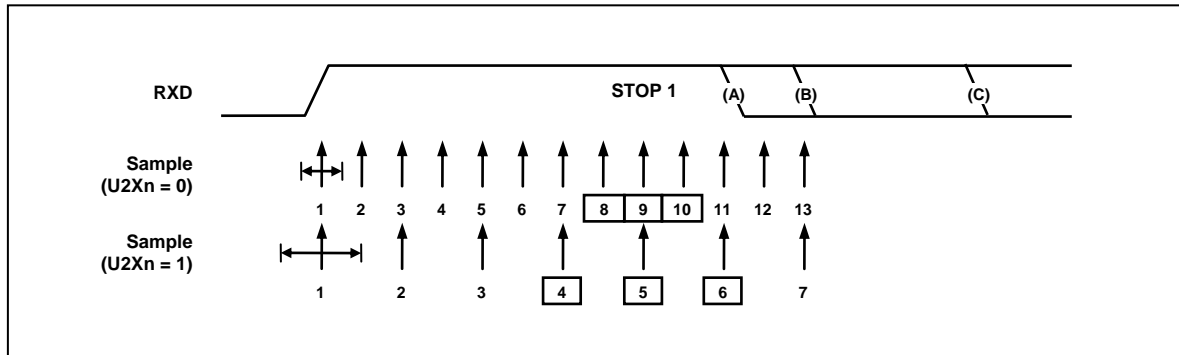 RXD STOP 1 (A) (B) (C)
Sample
(U2Xn = 0)
1 2 3 4 5 6 7 8 9 10 11 12 13
Sample
(U2Xn = 1)
1 2 3 4 5 6 7